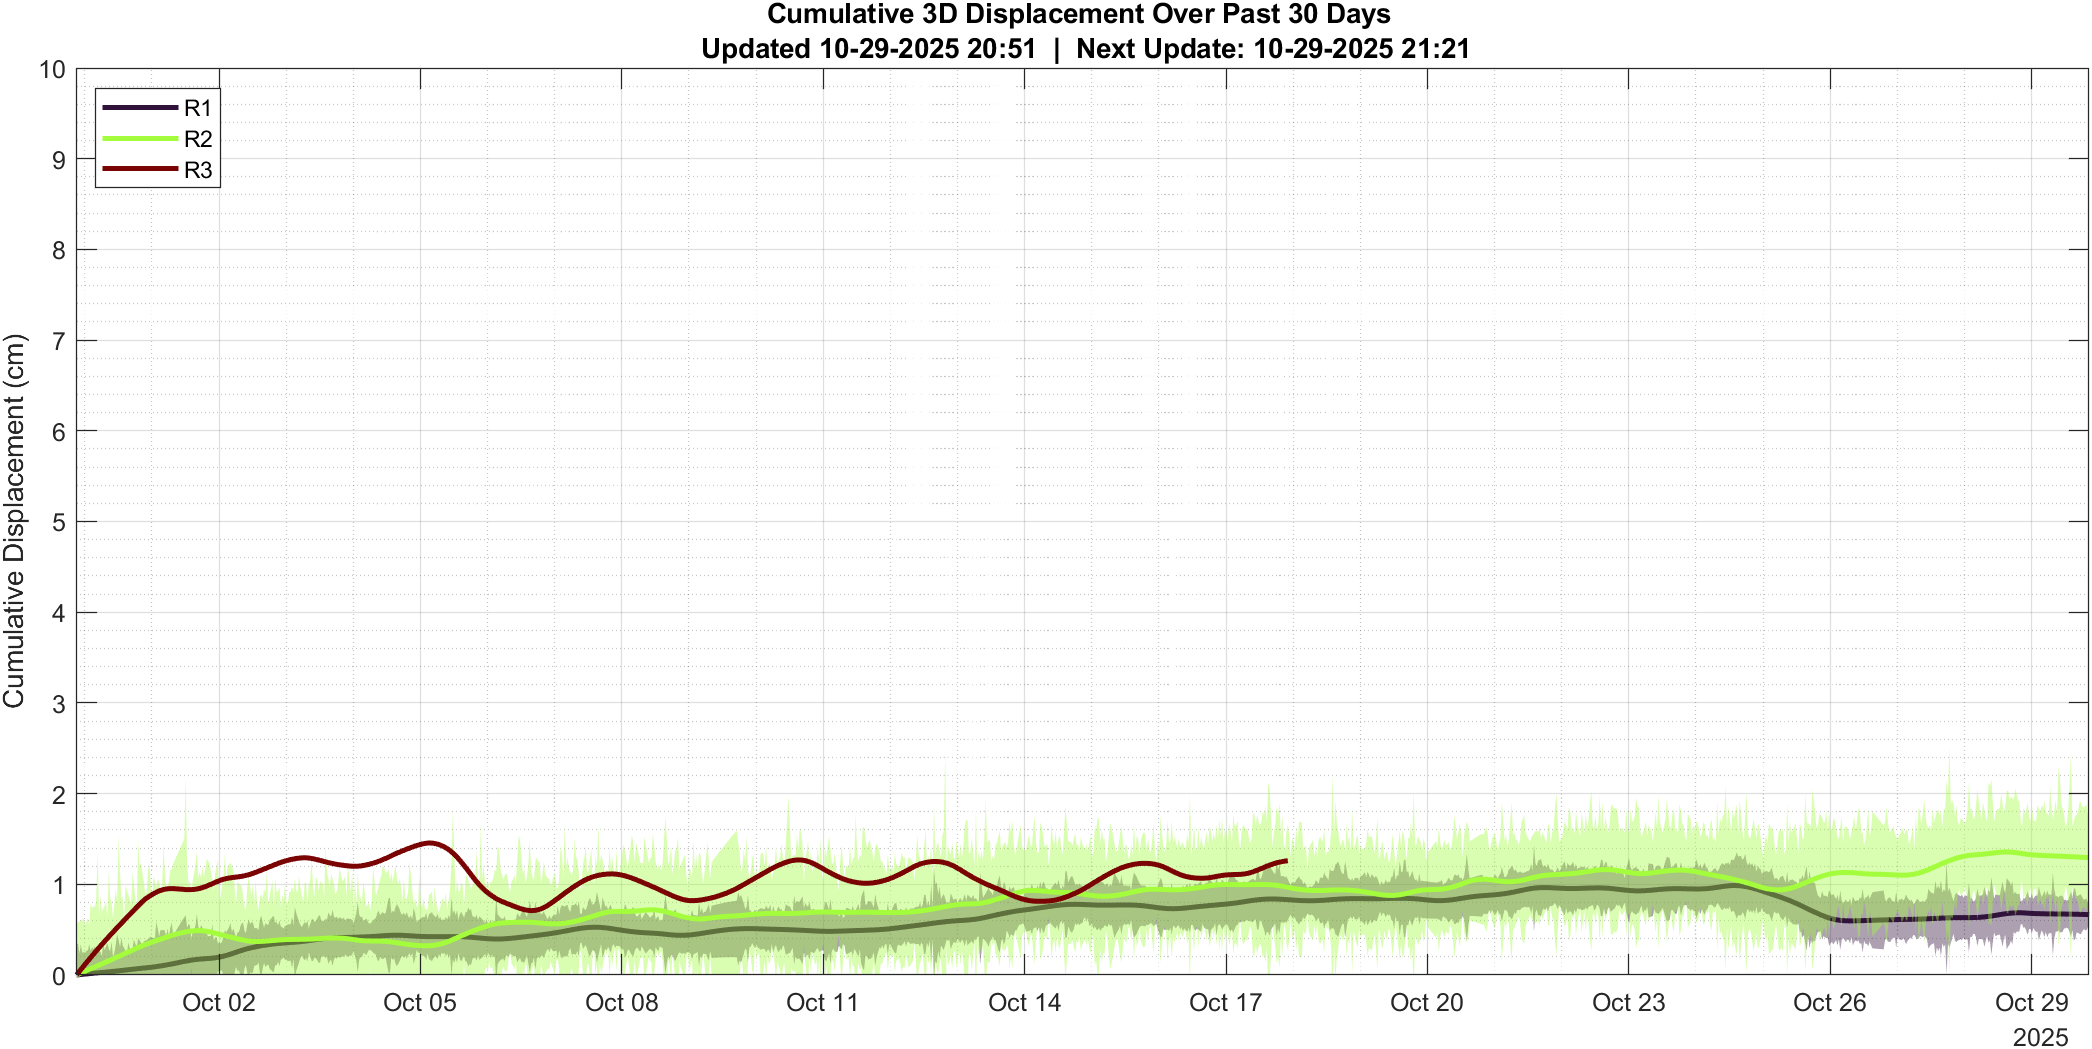 Cumulative 3D Displacement Over Past 30 Days
Updated 10-29-2025 20:51 | Next Update: 10-29-2025 21:21
R1
R2
R3
Cumulative Displacement (cm)
10
9
8
7
6
5
4
3
2
1
0
Oct 02 Oct 05 Oct 08 Oct 11 Oct 14 Oct 17 Oct 20 Oct 23 Oct 26 Oct 29
2025